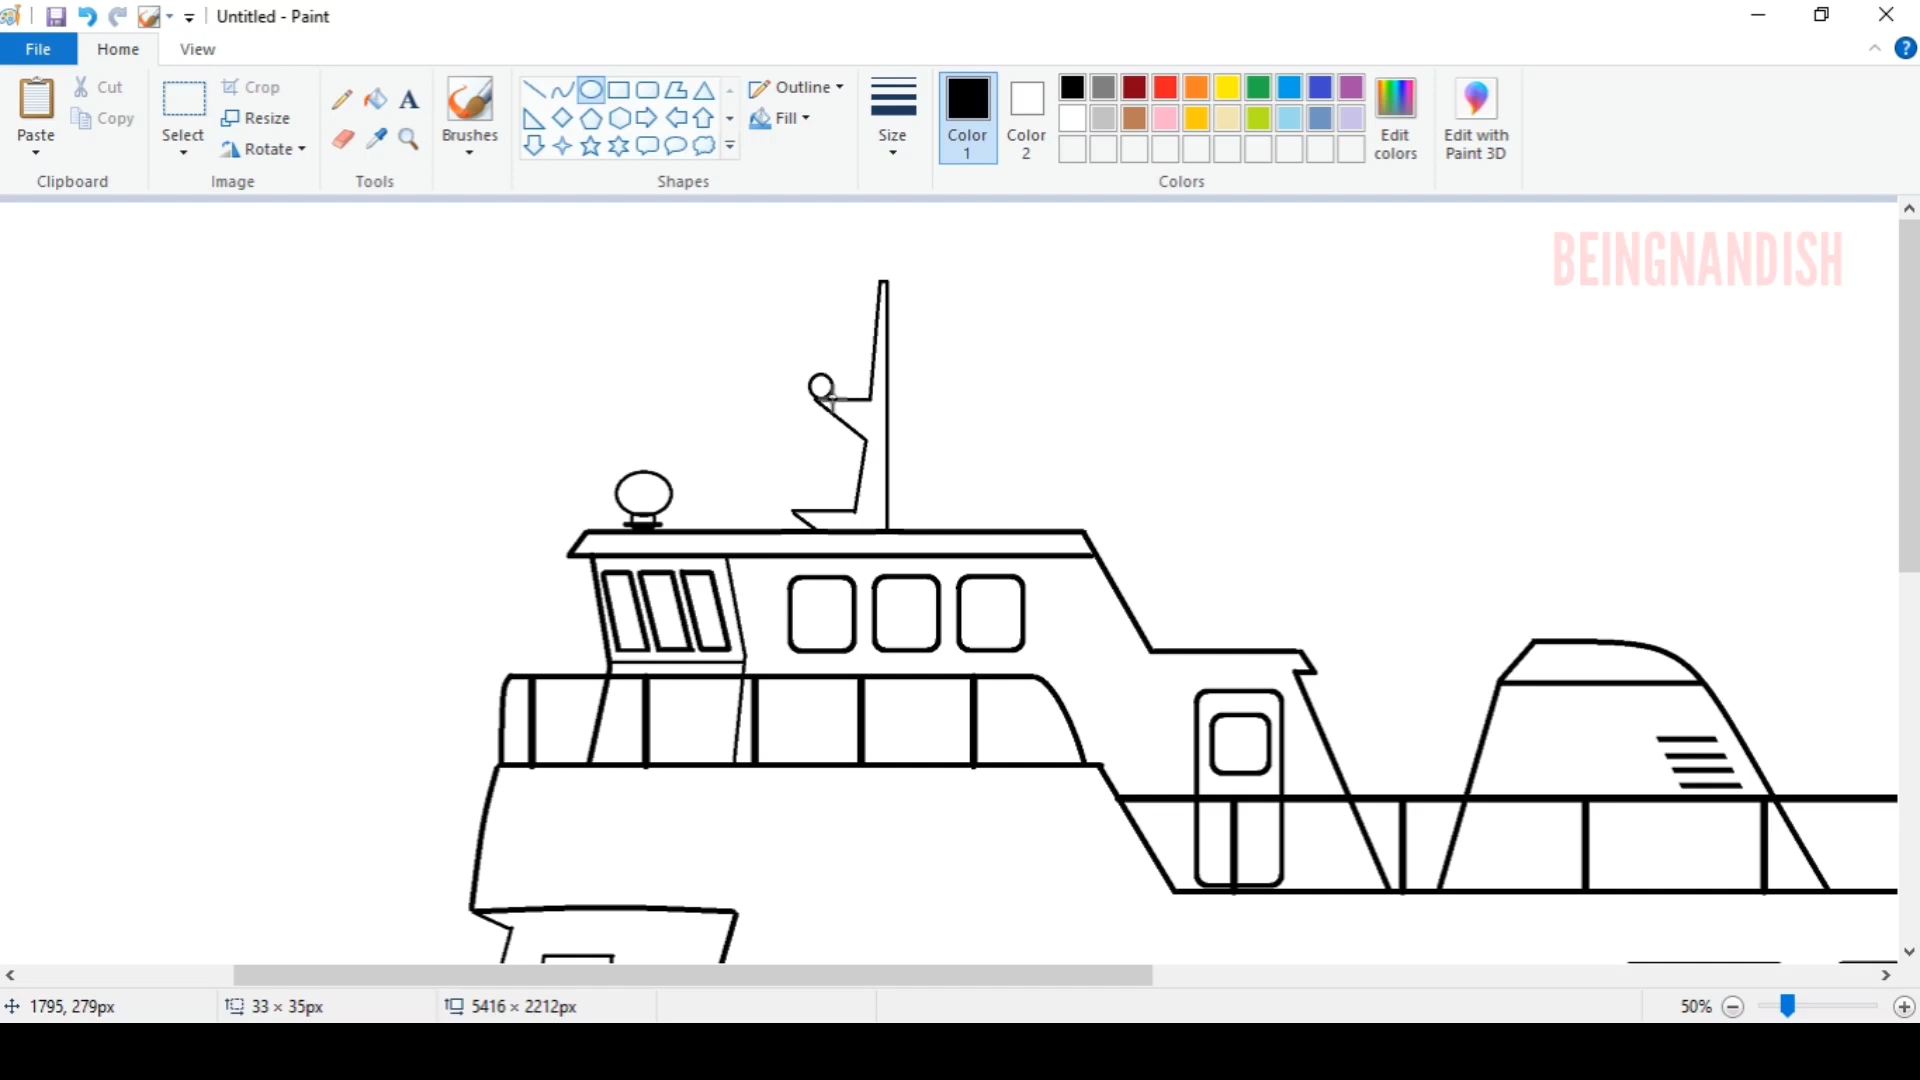 Untitled - Paint
File Home View
Paste
Cut
Copy
Clipboard
Select
Crop
Resize
Rotate
Image
A
Tools
Brushes
Outline
Fill
Shapes
Size
Color 1
Color 2
Edit colors
Edit with Paint 3D
Colors
?
BEINGNANDISH
1795, 279px
33 × 35px
5416 × 2212px
50%